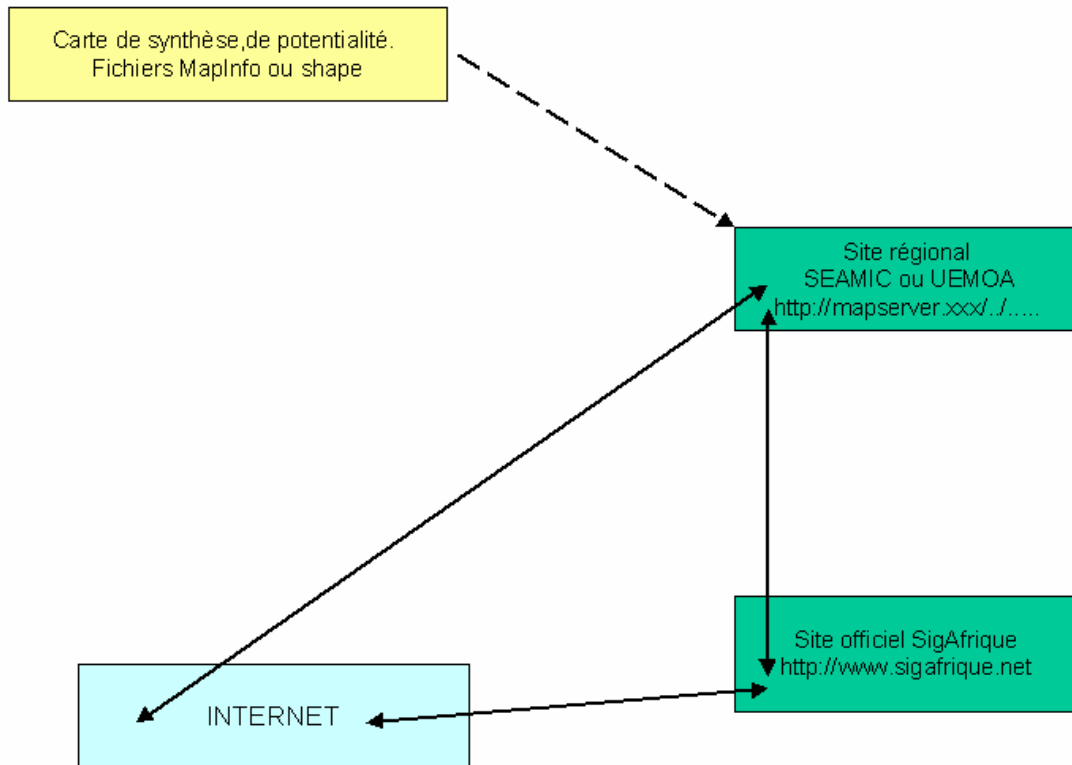 Carte de synthèse,de potentialité.
Fichiers MapInfo ou shape
Site régional
SEAMIC ou UEMOA
http://mapserver.xxx/../.....
Site officiel SigAfrique
http://www.sigafrique.net
INTERNET